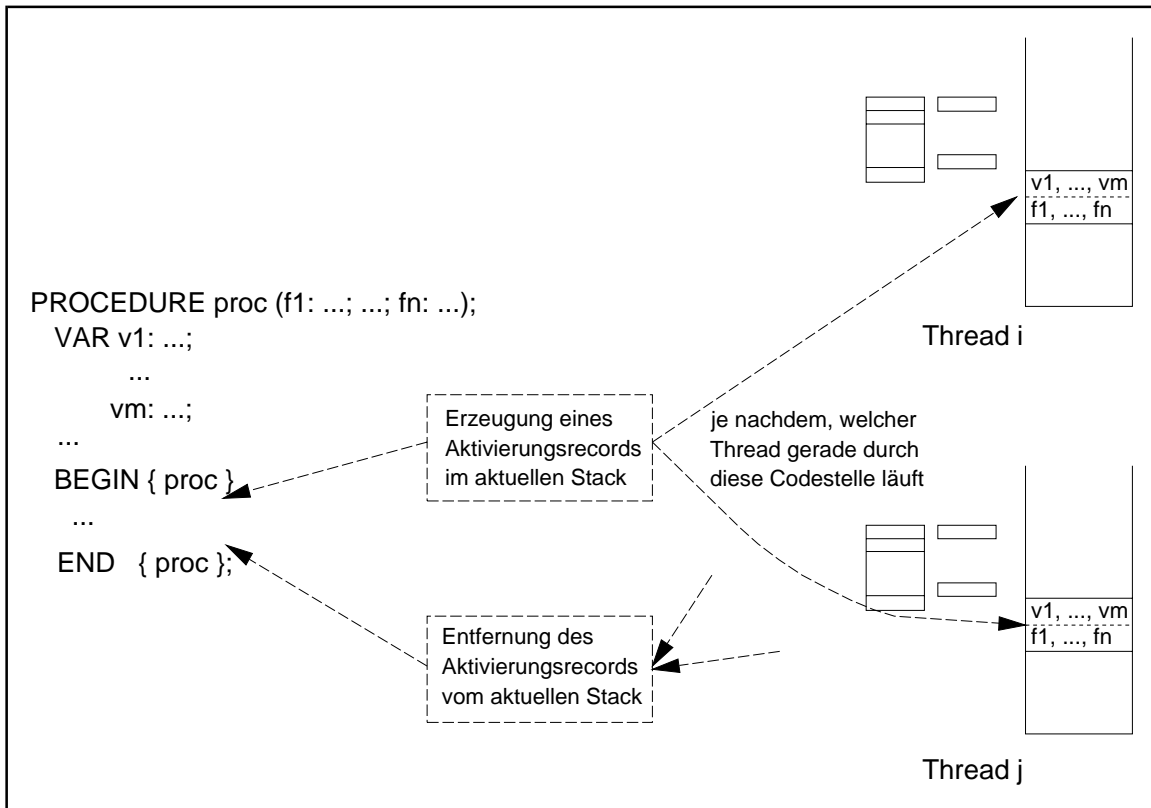 v1, ..., vm
f1, ..., fn
Thread i
PROCEDURE proc (f1: ...; ...; fn: ...);
VAR v1: ...;
...
vm: ...;
...
BEGIN { proc }
...
END { proc };
Erzeugung eines
Aktivierungsrecords
im aktuellen Stack
je nachdem, welcher
Thread gerade durch
diese Codestelle läuft
Entfernung des
Aktivierungsrecords
vom aktuellen Stack
v1, ..., vm
f1, ..., fn
Thread j